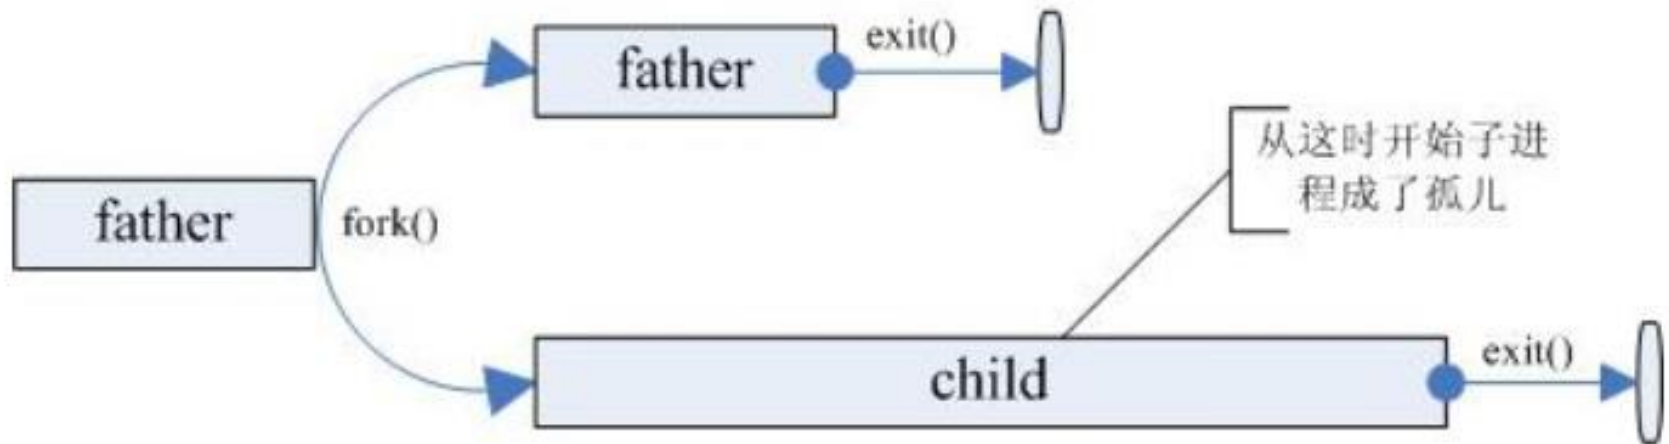 father
exit()
从这时开始子进
程成了孤儿
father
fork()
child
exit()